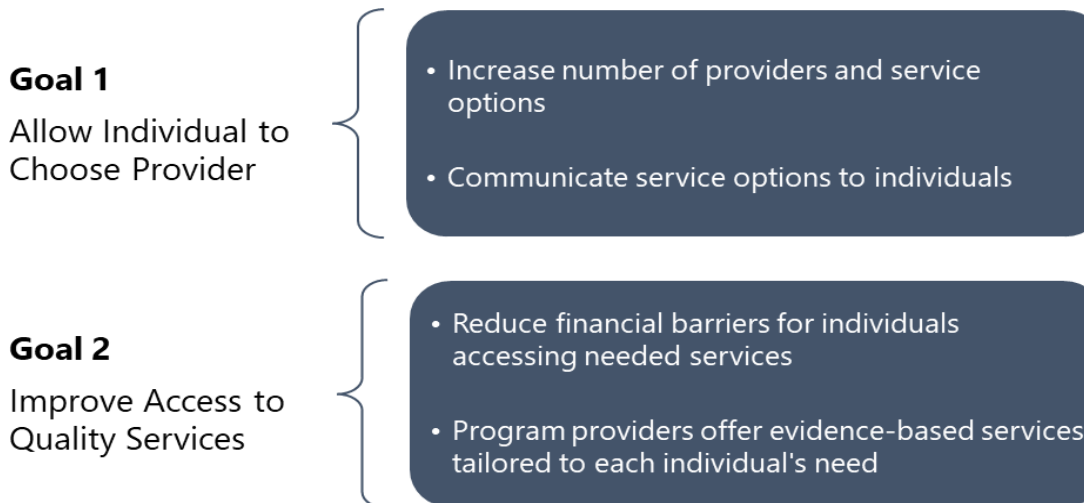 Goal 1
Allow Individual to
Choose Provider
• Increase number of providers and service
options
• Communicate service options to individuals
Goal 2
Improve Access to
Quality Services
• Reduce financial barriers for individuals
accessing needed services
• Program providers offer evidence-based services
tailored to each individual's need